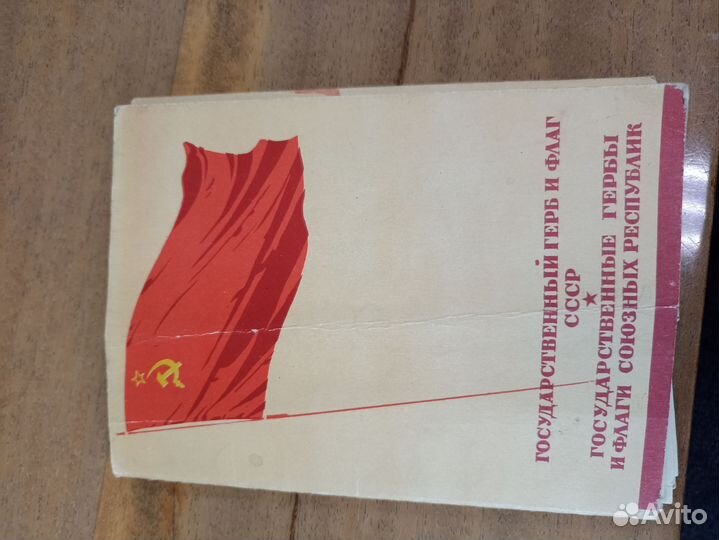 ГОСУДАРСТВЕННЫЙ ГЕРБ И ФЛАГ
СССР
ГОСУДАРСТВЕННЫЕ ГЕРБЫ
И ФЛАГИ СОЮЗНЫХ РЕСПУБЛИК
Avito